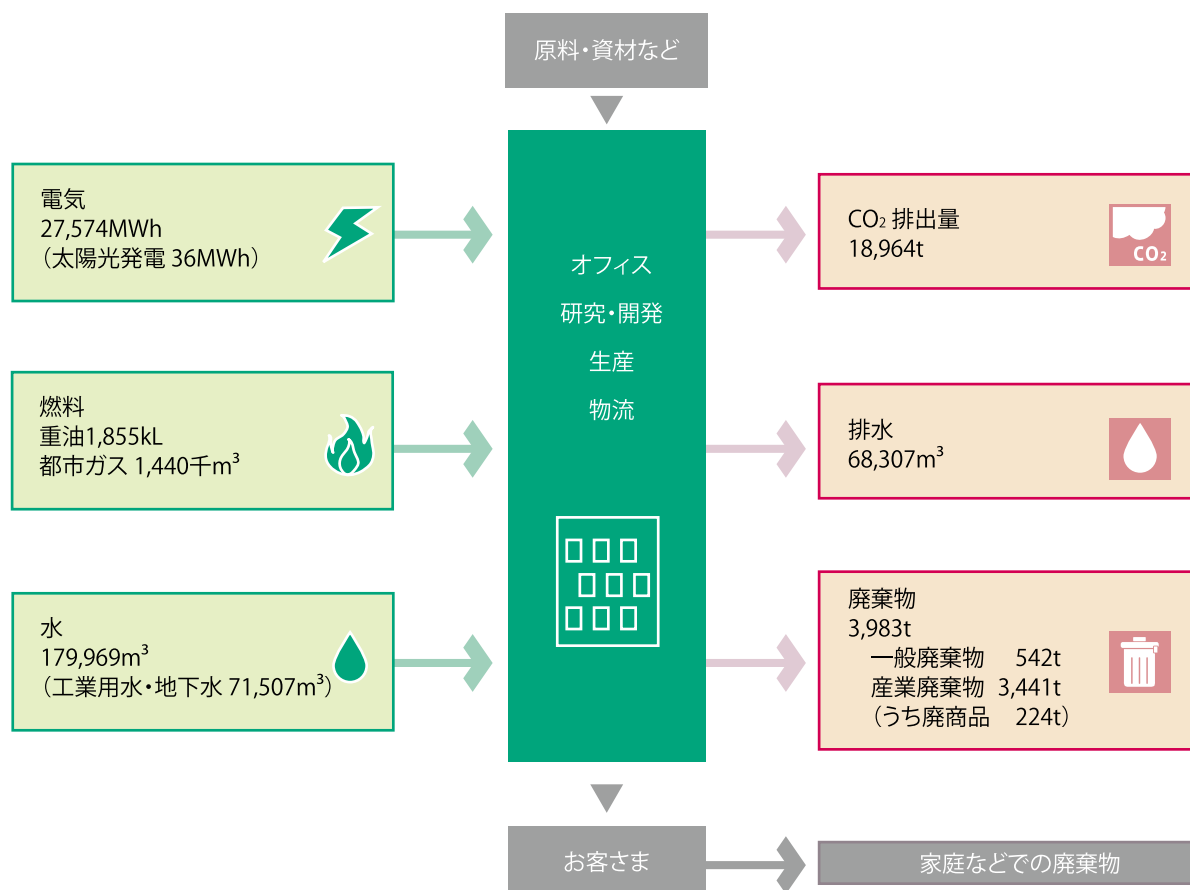 原料・資材など
電気
27,574MWh
(太陽光発電 36MWh)
燃料
重油1,855kL
都市ガス 1,440千m³
水
179,969m³
(工業用水・地下水 71,507m³)
オフィス
研究・開発
生産
物流
CO₂ 排出量
18,964t
CO₂
排水
68,307m³
廃棄物
3,983t
一般廃棄物 542t
産業廃棄物 3,441t
(うち廃商品 224t)
お客さま
家庭などでの廃棄物